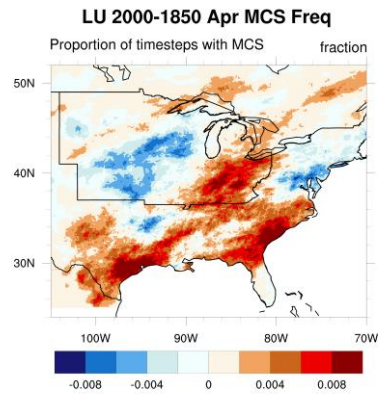 LU 2000-1850 Apr MCS Freq
Proportion of timesteps with MCS fraction
50N
40N
30N
100W 90W 80W 70W
-0.008 -0.004 0 0.004 0.008